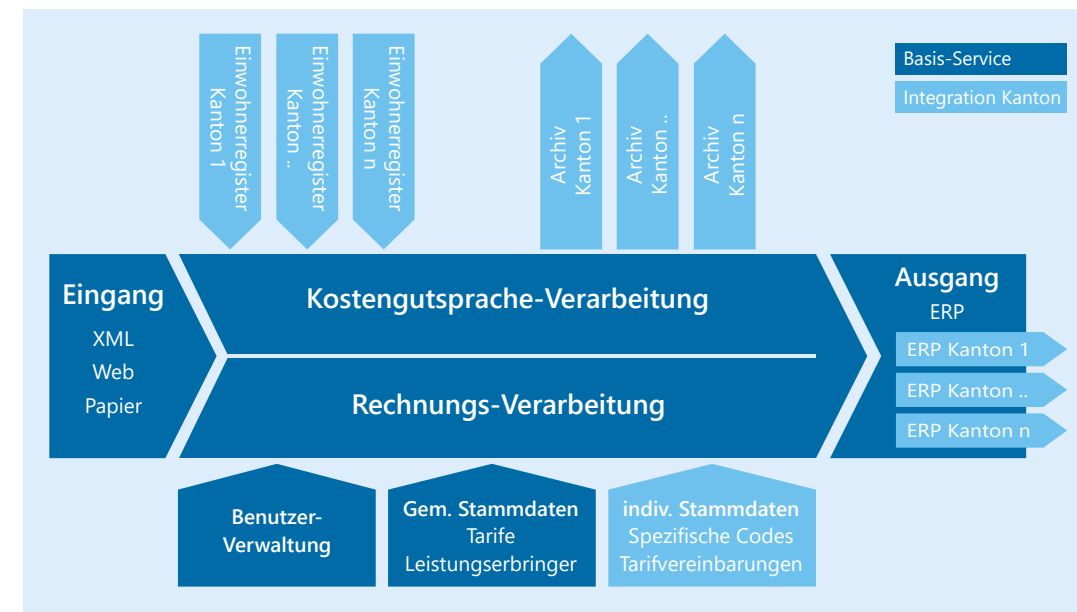 Einwohnerregister
Kanton 1
Einwohnerregister
Kanton ..
Einwohnerregister
Kanton n
Archiv
Kanton 1
Archiv
Kanton ..
Archiv
Kanton n
Basis-Service
Integration Kanton
Eingang
XML
Web
Papier
Kostengutsprache-Verarbeitung
Rechnungs-Verarbeitung
Ausgang
ERP
ERP Kanton 1
ERP Kanton ..
ERP Kanton n
Benutzer-
Verwaltung
Gem. Stammdaten
Tarife
Leistungserbringer
indiv. Stammdaten
Spezifische Codes
Tarifvereinbarungen